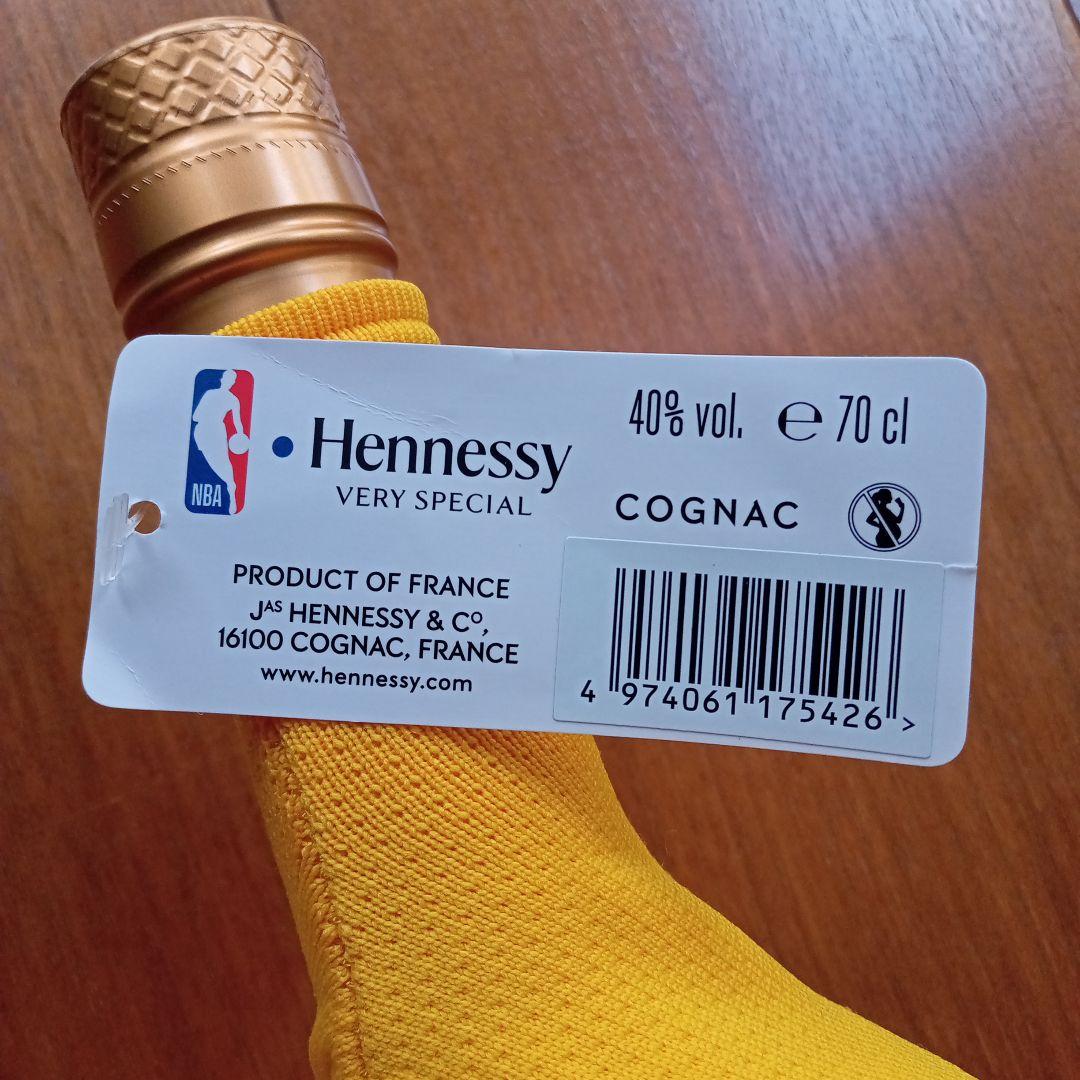 NBA
• Hennessy
VERY SPECIAL
PRODUCT OF FRANCE
JAS HENNESSY & Cº,
16100 COGNAC, FRANCE
www.hennessy.com
40% vol. ℮ 70 cl
COGNAC
4 974061 175426 >